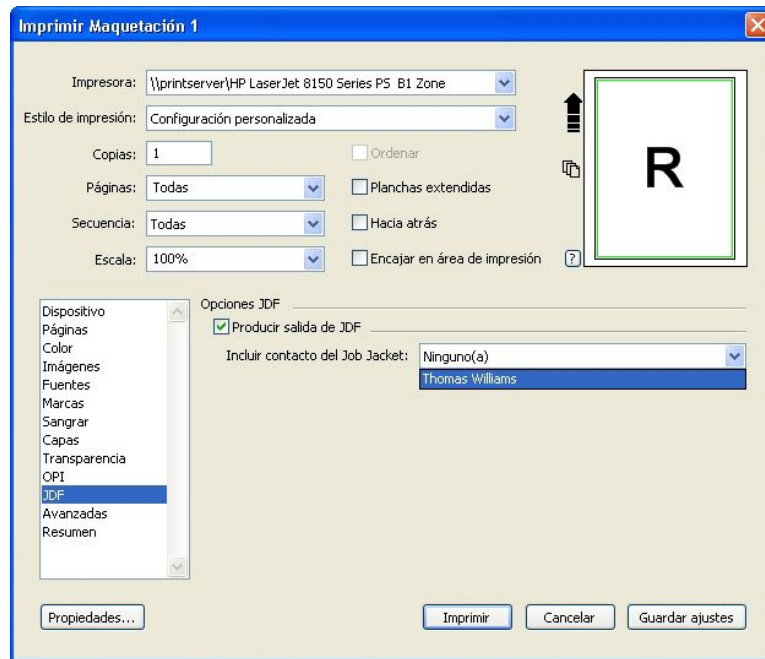 Imprimir Maquetación 1
Impresora: \\printserver\HP LaserJet 8150 Series PS B1 Zone
Estilo de impresión: Configuración personalizada
Copias: 1 Ordenar
Páginas: Todas Planchas extendidas
Secuencia: Todas Hacia atrás
Escala: 100% Encajar en área de impresión ?
R
Dispositivo
Páginas
Color
Imágenes
Fuentes
Marcas
Sangrar
Capas
Transparencia
OPI
JDF
Avanzadas
Resumen
Opciones JDF
Producir salida de JDF
Incluir contacto del Job Jacket: Ninguno(a)
Thomas Williams
Propiedades... Imprimir Cancelar Guardar ajustes